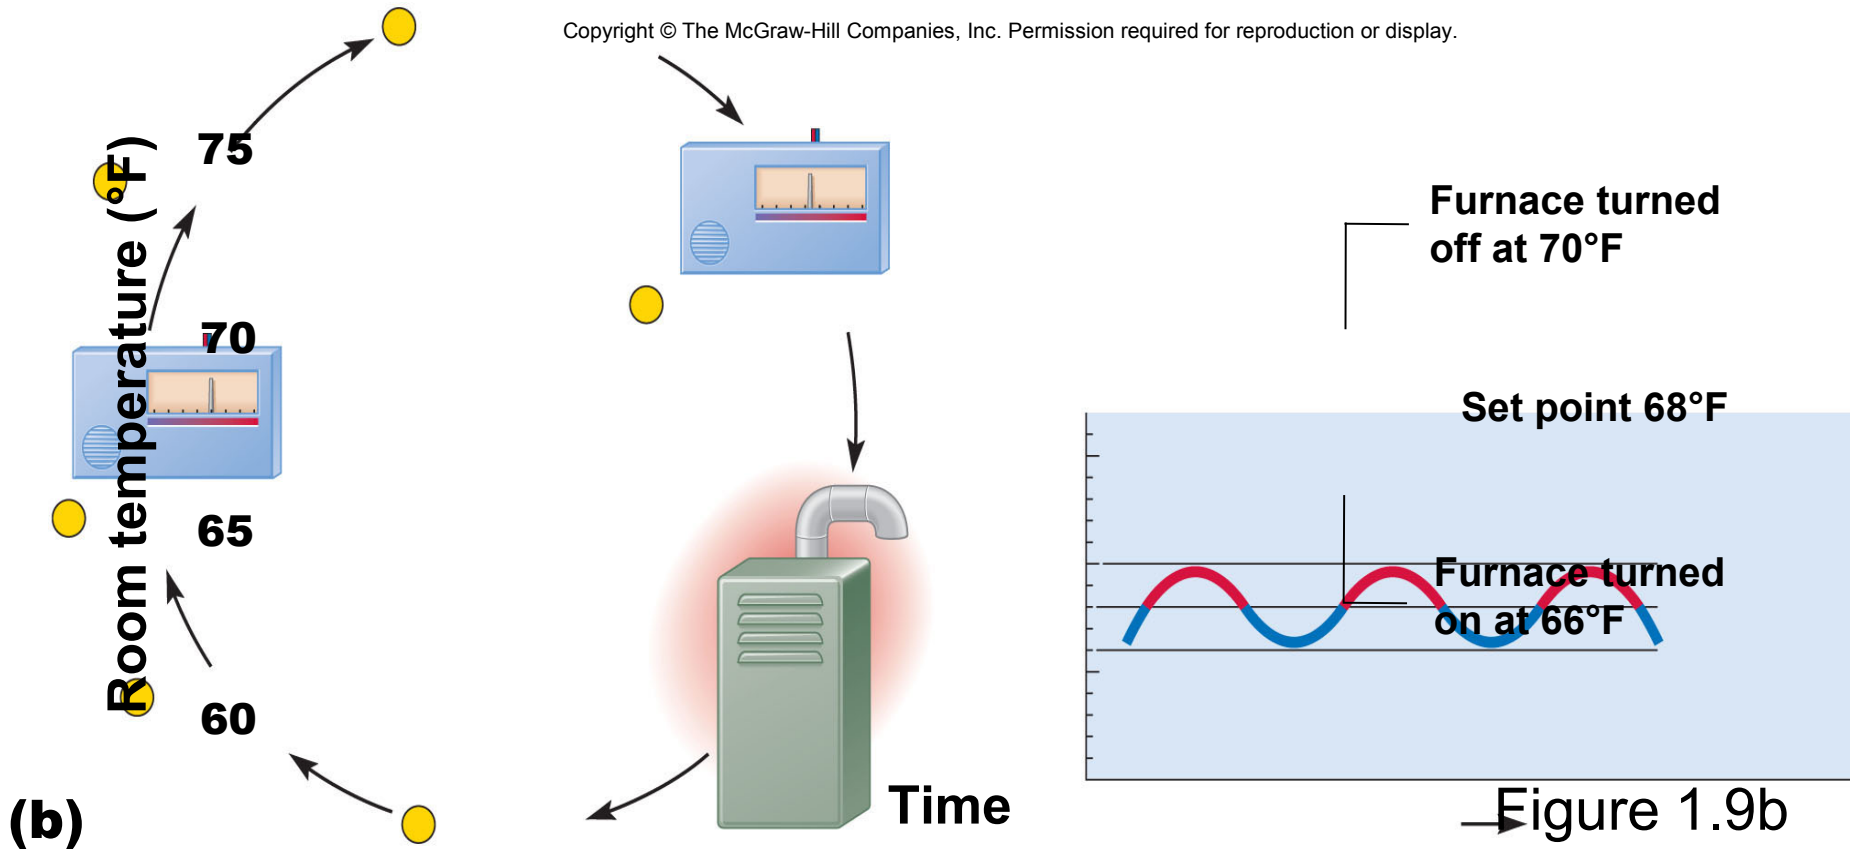 Copyright © The McGraw-Hill Companies, Inc. Permission required for reproduction or display.
Room temperature (°F)
75
70
65
60
Furnace turned
off at 70°F
Set point 68°F
Furnace turned
on at 66°F
Time
(b)
Figure 1.9b